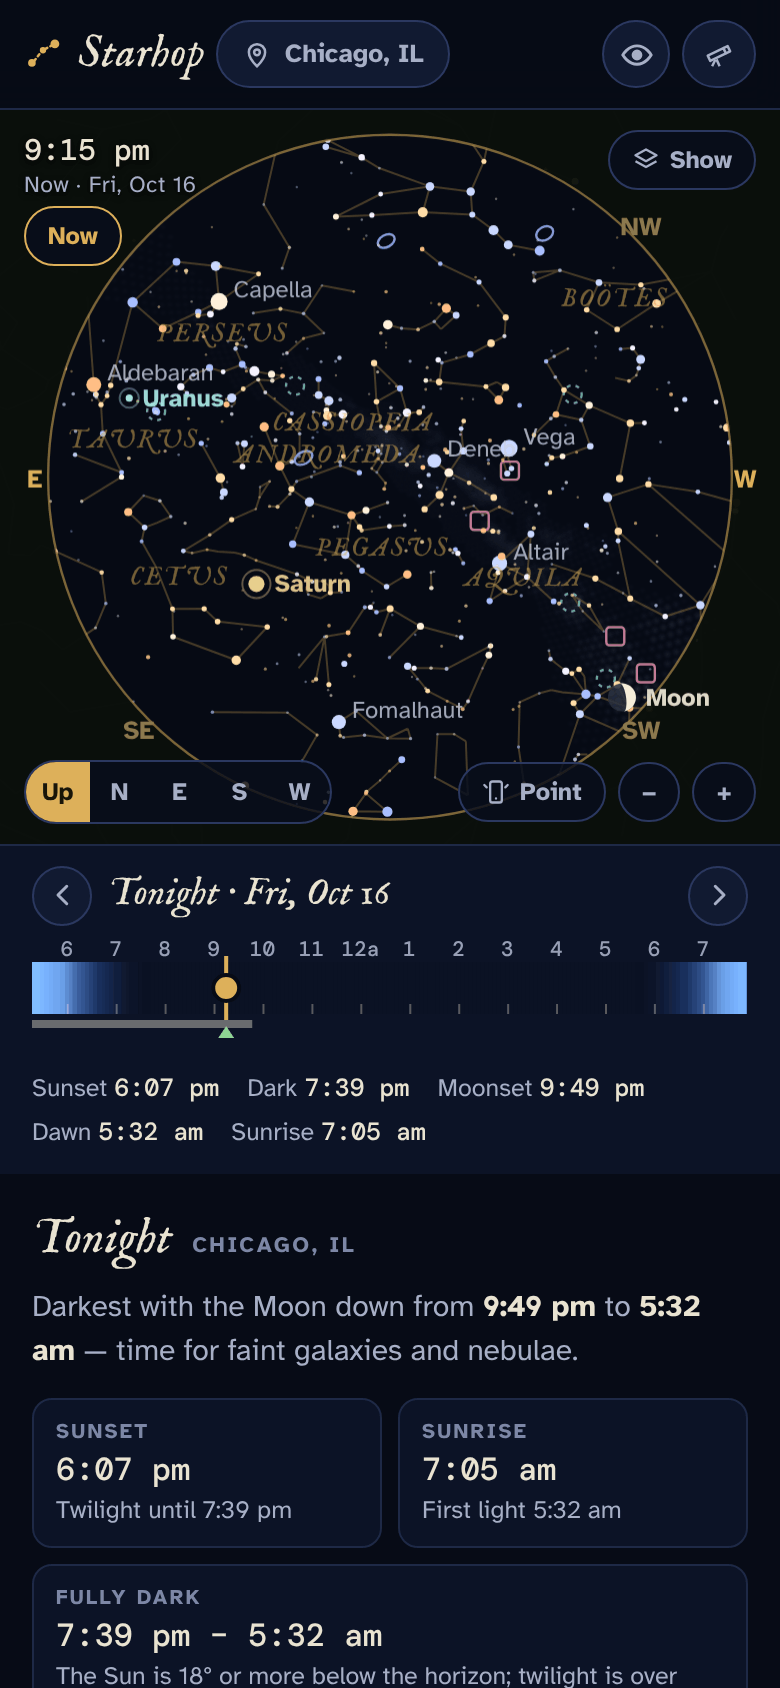 Starhop
Chicago, IL
9:15 pm
Now · Fri, Oct 16
Show
Now
NW
Capella
BOÖTES
PERSEUS
Aldebaran
Uranus
CASSIOPEIA
TAURUS
Vega
ANDROMEDA
Dene
E
W
PEGASUS
Altair
CETUS
Saturn
AQUILA
Moon
Fomalhaut
SE
SW
Up N E S W
Point
−
+
Tonight · Fri, Oct 16
6 7 8 9 10 11 12a 1 2 3 4 5 6 7
Sunset 6:07 pm Dark 7:39 pm Moonset 9:49 pm
Dawn 5:32 am Sunrise 7:05 am
Tonight CHICAGO, IL
Darkest with the Moon down from 9:49 pm to 5:32
am — time for faint galaxies and nebulae.
SUNSET
6:07 pm
Twilight until 7:39 pm
SUNRISE
7:05 am
First light 5:32 am
FULLY DARK
7:39 pm – 5:32 am
The Sun is 18° or more below the horizon; twilight is over